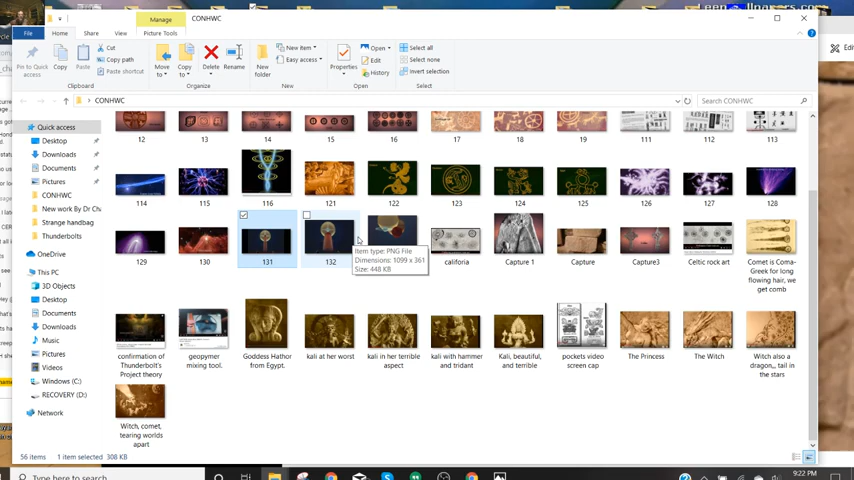 CONHWC
Manage
File
Home
Share
View
Picture Tools
Pin to Quick access
Copy
Paste
Cut
Copy path
Paste shortcut
Move to
Copy to
Delete
Rename
New folder
New item
Easy access
Properties
Open
Edit
History
Select all
Select none
Invert selection
Clipboard
Organize
New
Open
Select
CONHWC
Search CONHWC
Quick access
Desktop
Downloads
Documents
Pictures
CONHWC
New work By Dr Cha
Strange handbag
Thunderbolts
OneDrive
This PC
3D Objects
Desktop
Documents
Downloads
Music
Pictures
Videos
Windows (C:)
RECOVERY (D:)
Network
12 13 14 15 16 17 18 19 111 112 113
114 115 116 121 122 123 124 125 126 127 128
129 130 131 132 califoria Capture 1 Capture Capture3 Celtic rock art Comet is Coma-
Greek for long
flowing hair, we
get comb
Item type: PNG File
Dimensions: 1099 x 361
Size: 448 KB
confirmation of
Thunderbolt's
Project theory
geopymer
mixing tool.
Goddess Hathor
from Egypt.
kali at her worst
kali in her terrible
aspect
kali with hammer
and tridant
Kali, beautiful,
and terrible
pockets video
screen cap
The Princess
The Witch
Witch also a
dragon,,, tail in
the stars
Witch, comet,
tearing worlds
apart
56 items
1 item selected
308 KB
Type here to search
9:22 PM